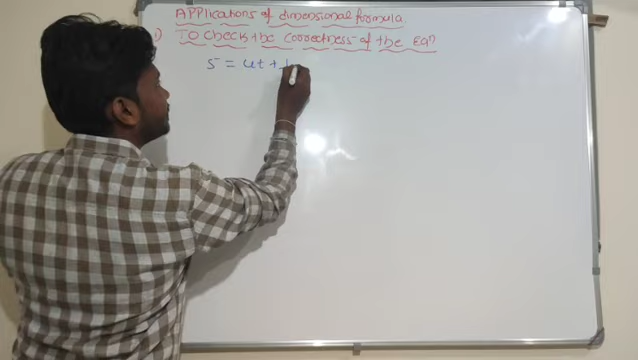 Applications of dimensional formula
1) To check the correctness of the Eqn
S = ut + 1